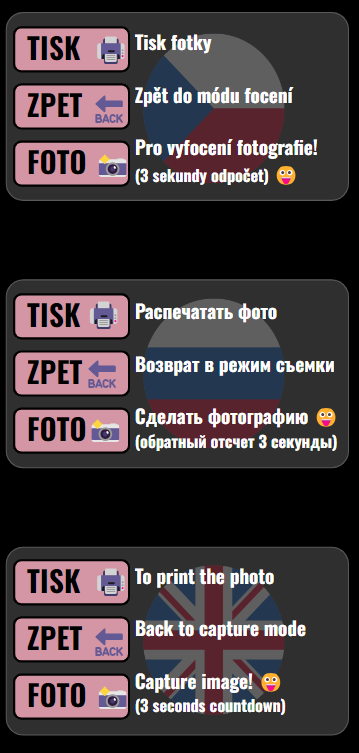 TISK Tisk fotky
ZPET BACK Zpět do módu focení
FOTO Pro vyfocení fotografie!
(3 sekundy odpočet)
TISK Распечатать фото
ZPET BACK Возврат в режим съемки
FOTO Сделать фотографию
(обратный отсчет 3 секунды)
TISK To print the photo
ZPET BACK Back to capture mode
FOTO Capture image!
(3 seconds countdown)